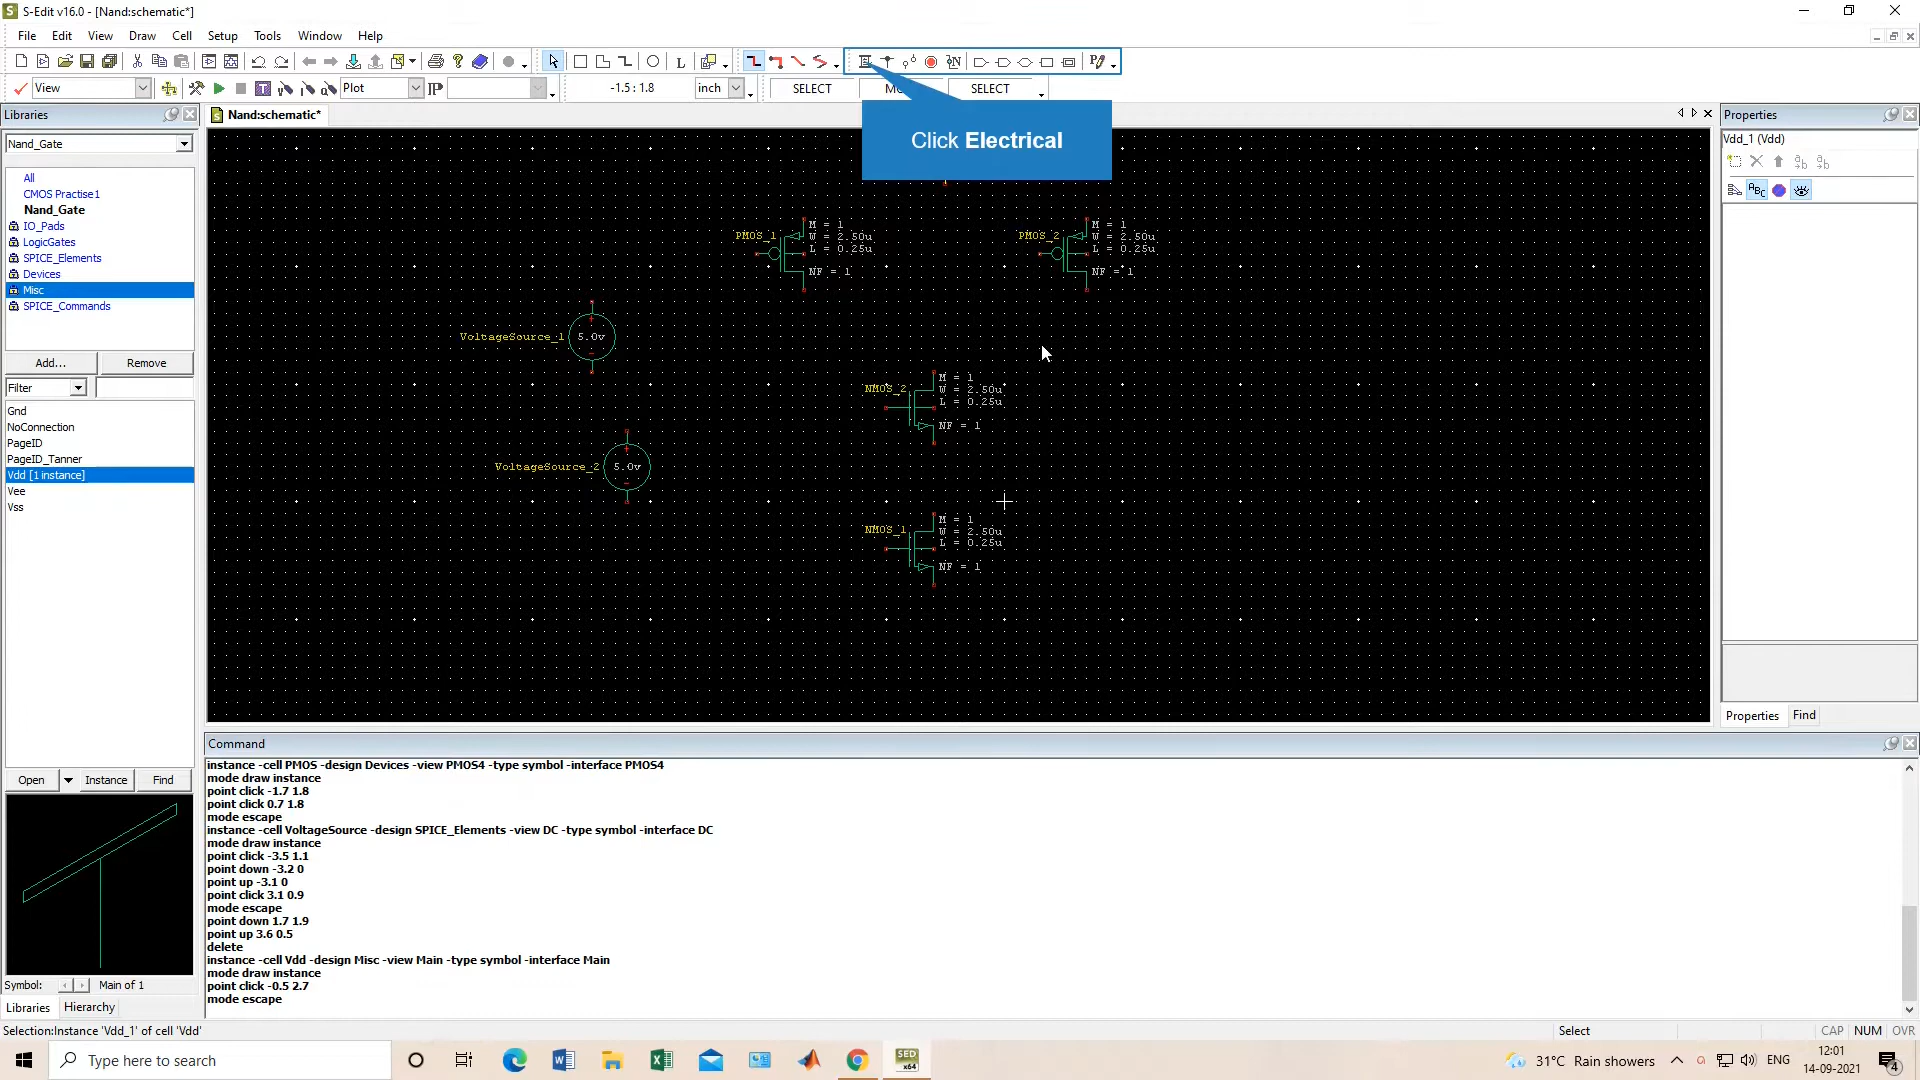 S-Edit v16.0 - [Nand:schematic*]
File Edit View Draw Cell Setup Tools Window Help
View Plot -1.5 : 1.8 inch SELECT SELECT
Click Electrical
Libraries
Nand:schematic*
Properties
Nand_Gate
Vdd_1 (Vdd)
All
CMOS Practise1
Nand_Gate
IO_Pads
LogicGates
SPICE_Elements
Devices
Misc
SPICE_Commands
Add... Remove
Filter
Gnd
NoConnection
PageID
PageID_Tanner
Vdd [1 instance]
Vee
Vss
PMOS_1
M = 1
W = 2.50u
L = 0.25u
NF = 1
PMOS_2
M = 1
W = 2.50u
L = 0.25u
NF = 1
VoltageSource_1 5.0v
NMOS_2
M = 1
W = 2.50u
L = 0.25u
NF = 1
VoltageSource_2 5.0v
NMOS_1
M = 1
W = 2.50u
L = 0.25u
NF = 1
Properties Find
Command
instance -cell PMOS -design Devices -view PMOS4 -type symbol -interface PMOS4
mode draw instance
point click -1.7 1.8
point click 0.7 1.8
mode escape
instance -cell VoltageSource -design SPICE_Elements -view DC -type symbol -interface DC
mode draw instance
point click -3.5 1.1
point down -3.2 0
point up -3.1 0
point click 3.1 0.9
mode escape
point down 1.7 1.9
point up 3.6 0.5
delete
instance -cell Vdd -design Misc -view Main -type symbol -interface Main
mode draw instance
point click -0.5 2.7
mode escape
Open Instance Find
Symbol: Main of 1
Libraries Hierarchy
Selection:Instance 'Vdd_1' of cell 'Vdd'
Select
CAP NUM OVR
Type here to search
SED
x64
31°C Rain showers
ENG
12:01
14-09-2021
4